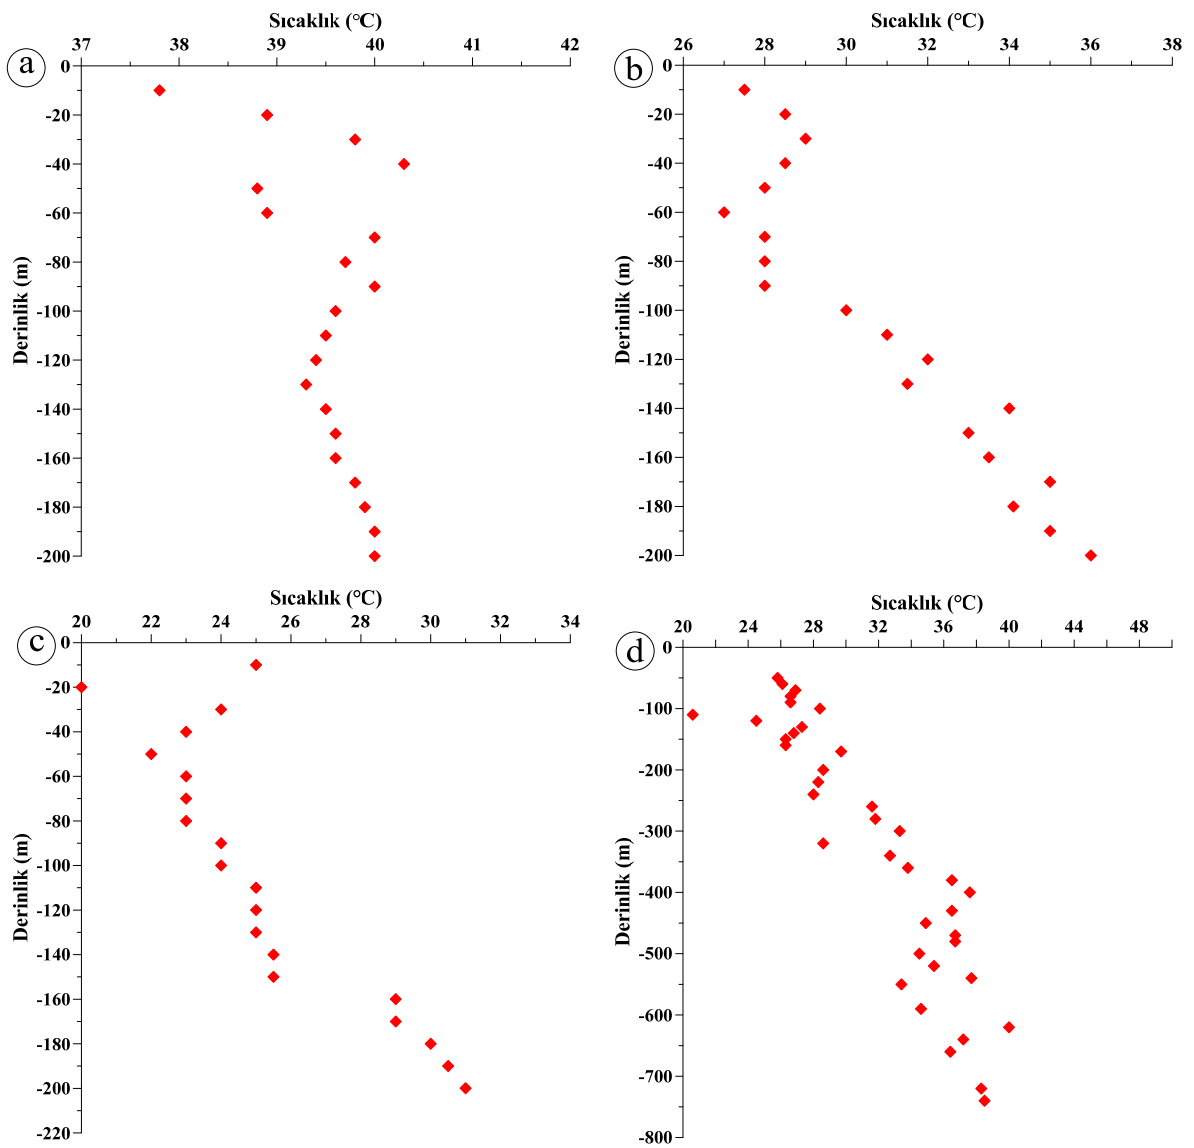 Sıcaklık (°C)
37 38 39 40 41 42
a
0
-20
-40
-60
-80
-100
-120
-140
-160
-180
-200
Derinlik (m)
Sıcaklık (°C)
26 28 30 32 34 36 38
b
0
-20
-40
-60
-80
-100
-120
-140
-160
-180
-200
Derinlik (m)
Sıcaklık (°C)
20 22 24 26 28 30 32 34
c
0
-20
-40
-60
-80
-100
-120
-140
-160
-180
-200
-220
Derinlik (m)
Sıcaklık (°C)
20 24 28 32 36 40 44 48
d
0
-100
-200
-300
-400
-500
-600
-700
-800
Derinlik (m)